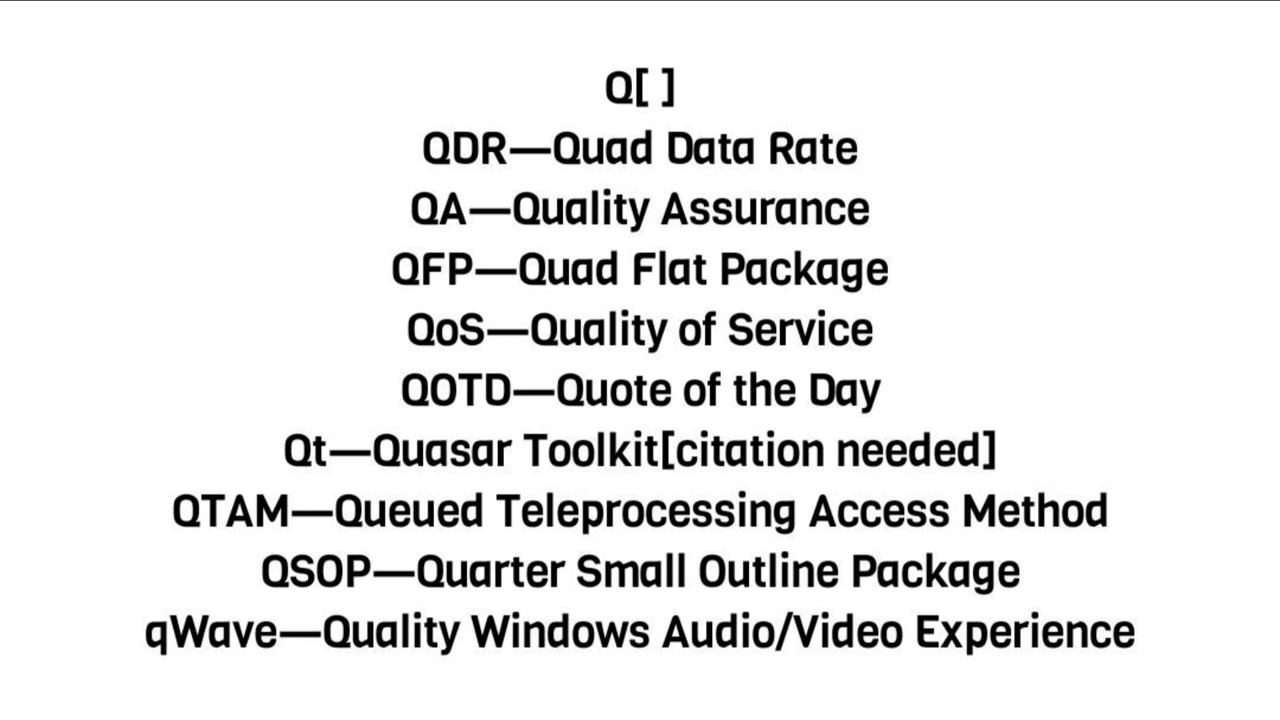 Q[ ]
QDR—Quad Data Rate
QA—Quality Assurance
QFP—Quad Flat Package
QoS—Quality of Service
QOTD—Quote of the Day
Qt—Quasar Toolkit[citation needed]
QTAM—Queued Teleprocessing Access Method
QSOP—Quarter Small Outline Package
qWave—Quality Windows Audio/Video Experience